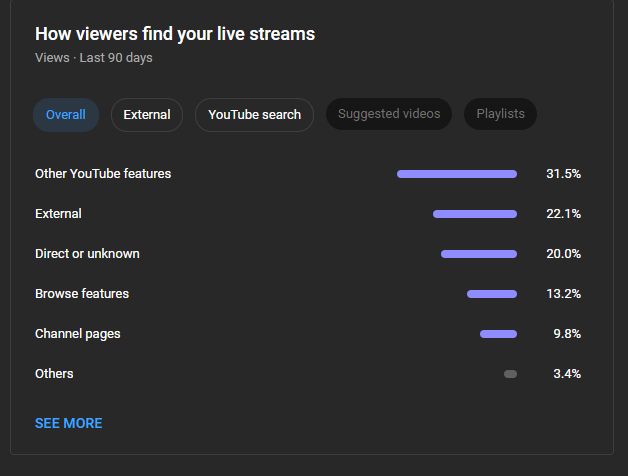 How viewers find your live streams
Views · Last 90 days
Overall External YouTube search Suggested videos Playlists
Other YouTube features 31.5%
External 22.1%
Direct or unknown 20.0%
Browse features 13.2%
Channel pages 9.8%
Others 3.4%
SEE MORE